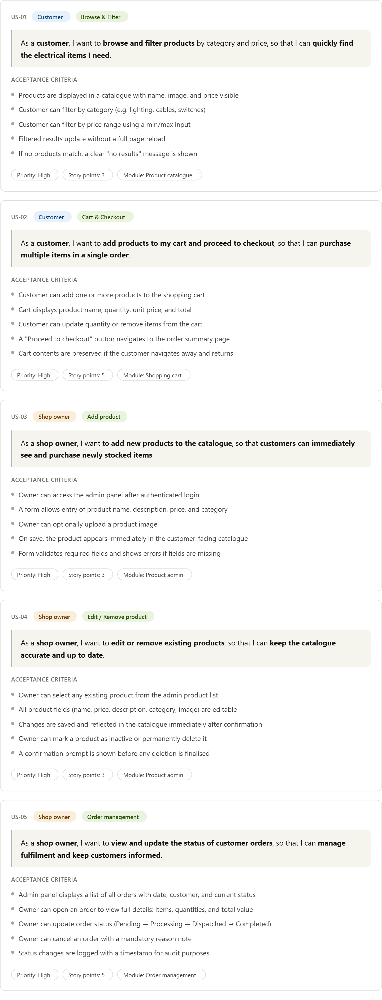 US-01 Customer Browse & Filter
As a customer, I want to browse and filter products by category and price, so that I can quickly find
the electrical items I need.
ACCEPTANCE CRITERIA
Products are displayed in a catalogue with name, image, and price visible
Customer can filter by category (e.g. lighting, cables, switches)
Customer can filter by price range using a min/max input
Filtered results update without a full page reload
If no products match, a clear "no results" message is shown
Priority: High Story points: 3 Module: Product catalogue
US-02 Customer Cart & Checkout
As a customer, I want to add products to my cart and proceed to checkout, so that I can purchase
multiple items in a single order.
ACCEPTANCE CRITERIA
Customer can add one or more products to the shopping cart
Cart displays product name, quantity, unit price, and total
Customer can update quantity or remove items from the cart
A "Proceed to checkout" button navigates to the order summary page
Cart contents are preserved if the customer navigates away and returns
Priority: High Story points: 5 Module: Shopping cart
US-03 Shop owner Add product
As a shop owner, I want to add new products to the catalogue, so that customers can immediately
see and purchase newly stocked items.
ACCEPTANCE CRITERIA
Owner can access the admin panel after authenticated login
A form allows entry of product name, description, price, and category
Owner can optionally upload a product image
On save, the product appears immediately in the customer-facing catalogue
Form validates required fields and shows errors if fields are missing
Priority: High Story points: 3 Module: Product admin
US-04 Shop owner Edit / Remove product
As a shop owner, I want to edit or remove existing products, so that I can keep the catalogue
accurate and up to date.
ACCEPTANCE CRITERIA
Owner can select any existing product from the admin product list
All product fields (name, price, description, category, image) are editable
Changes are saved and reflected in the catalogue immediately after confirmation
Owner can mark a product as inactive or permanently delete it
A confirmation prompt is shown before any deletion is finalised
Priority: High Story points: 3 Module: Product admin
US-05 Shop owner Order management
As a shop owner, I want to view and update the status of customer orders, so that I can manage
fulfilment and keep customers informed.
ACCEPTANCE CRITERIA
Admin panel displays a list of all orders with date, customer, and current status
Owner can open an order to view full details: items, quantities, and total value
Owner can update order status (Pending → Processing → Dispatched → Completed)
Owner can cancel an order with a mandatory reason note
Status changes are logged with a timestamp for audit purposes
Priority: High Story points: 5 Module: Order management